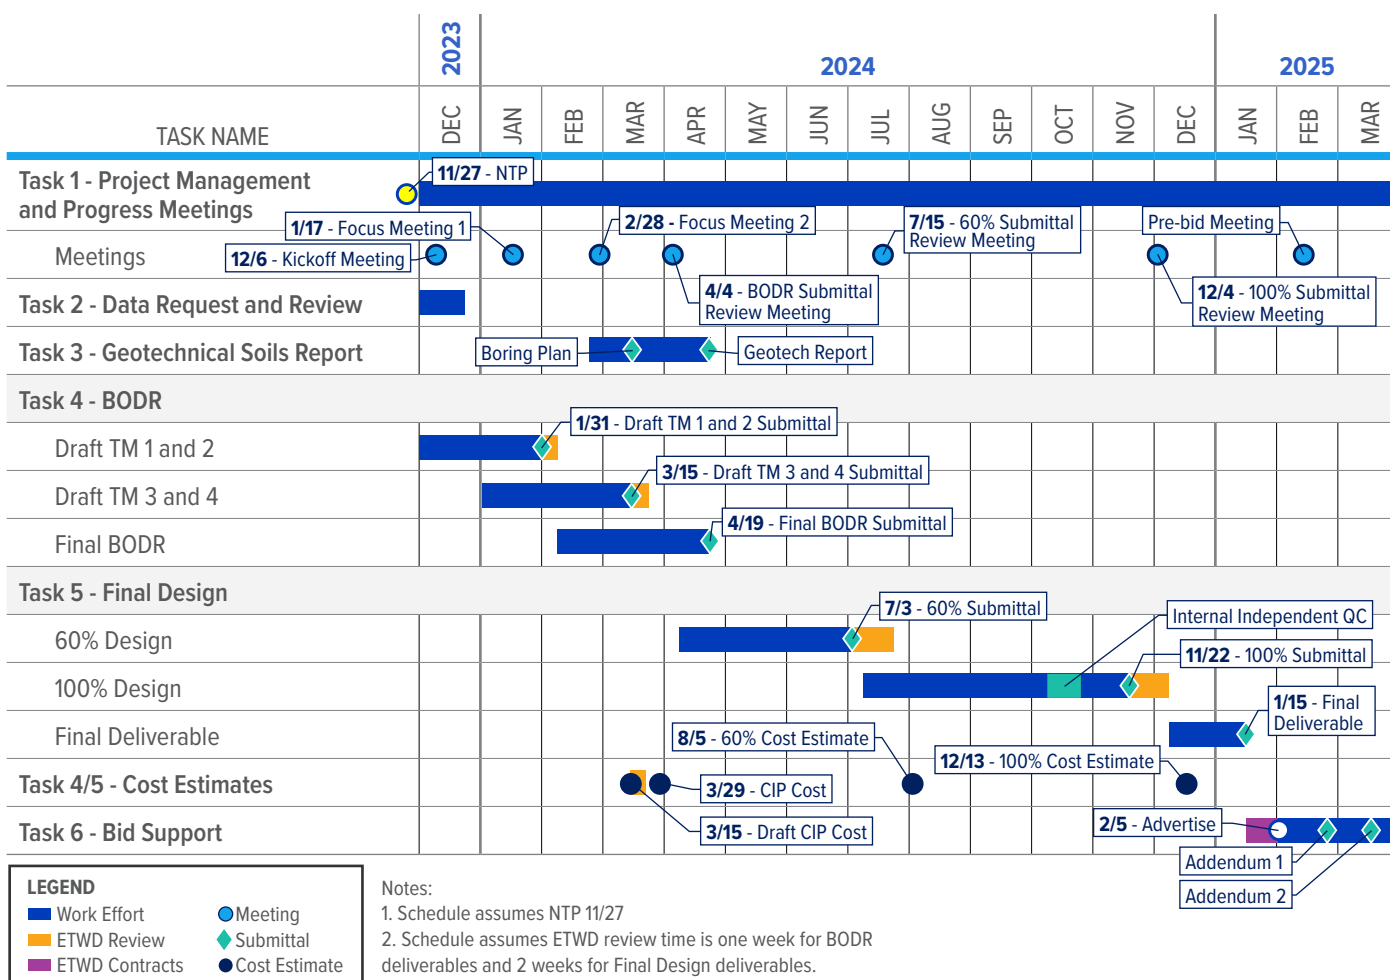 2023
2024
2025
TASK NAME
DEC
JAN
FEB
MAR
APR
MAY
JUN
JUL
AUG
SEP
OCT
NOV
DEC
JAN
FEB
MAR
Task 1 - Project Management
and Progress Meetings
11/27 - NTP
Meetings
1/17 - Focus Meeting 1
12/6 - Kickoff Meeting
2/28 - Focus Meeting 2
4/4 - BODR Submittal
Review Meeting
7/15 - 60% Submittal
Review Meeting
Pre-bid Meeting
12/4 - 100% Submittal
Review Meeting
Task 2 - Data Request and Review
Task 3 - Geotechnical Soils Report
Boring Plan
Geotech Report
Task 4 - BODR
1/31 - Draft TM 1 and 2 Submittal
Draft TM 1 and 2
3/15 - Draft TM 3 and 4 Submittal
Draft TM 3 and 4
4/19 - Final BODR Submittal
Final BODR
Task 5 - Final Design
7/3 - 60% Submittal
60% Design
Internal Independent QC
11/22 - 100% Submittal
100% Design
1/15 - Final
Deliverable
Final Deliverable
8/5 - 60% Cost Estimate
12/13 - 100% Cost Estimate
Task 4/5 - Cost Estimates
3/29 - CIP Cost
3/15 - Draft CIP Cost
Task 6 - Bid Support
2/5 - Advertise
Addendum 1
Addendum 2
LEGEND
Work Effort
Meeting
ETWD Review
Submittal
ETWD Contracts
Cost Estimate
Notes:
1. Schedule assumes NTP 11/27
2. Schedule assumes ETWD review time is one week for BODR
deliverables and 2 weeks for Final Design deliverables.